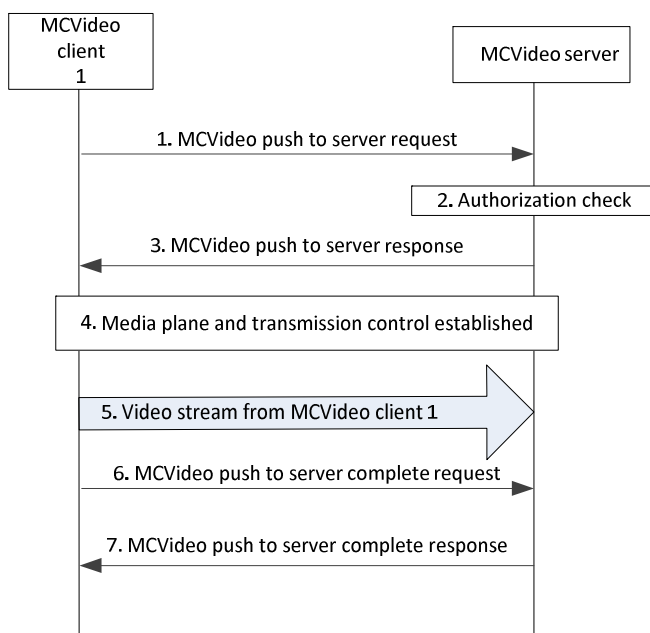 MCVideo
client
1
MCVideo server
1. MCVideo push to server request
2. Authorization check
3. MCVideo push to server response
4. Media plane and transmission control established
5. Video stream from MCVideo client 1
6. MCVideo push to server complete request
7. MCVideo push to server complete response